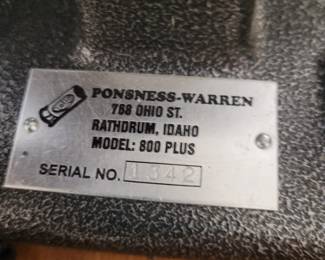 PONSNESS-WARREN
768 OHIO ST.
RATHDRUM, IDAHO
MODEL: 800 PLUS
SERIAL NO. 1342